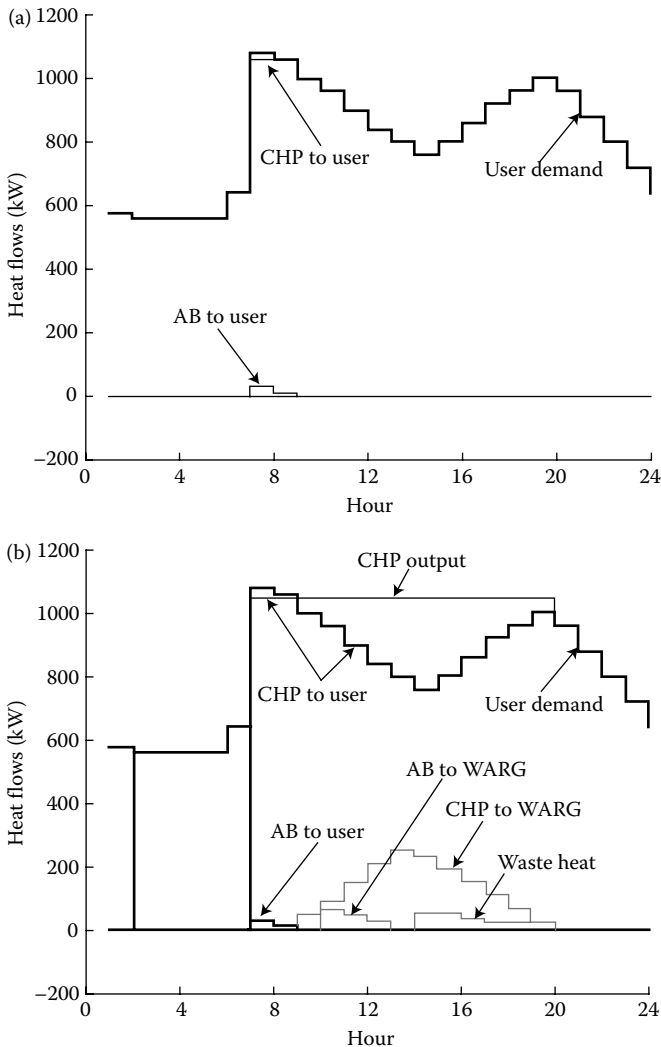 (a)
1200
1000
800
600
400
200
0
−200
Heat flows (kW)
CHP to user
User demand
AB to user
0
4
8
12
16
20
24
Hour
(b)
1200
1000
800
600
400
200
0
−200
Heat flows (kW)
CHP output
CHP to user
User demand
AB to WARG
CHP to WARG
AB to user
Waste heat
0
4
8
12
16
20
24
Hour